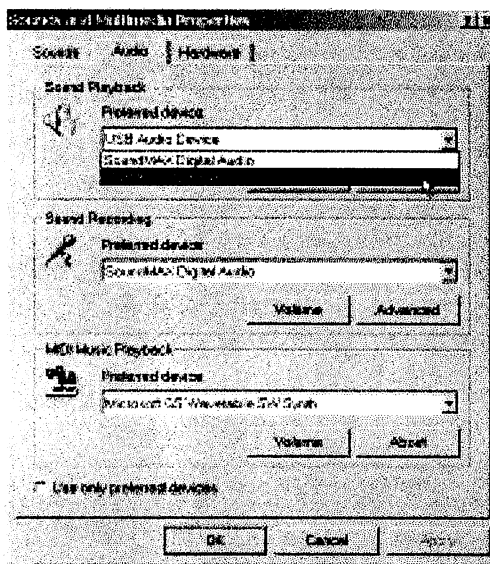 Sounds and Multimedia Properties
Sounds Audio Hardware
Sound Playback
Preferred device:
USB Audio Device
SoundMAX Digital Audio
Sound Recording
Preferred device:
SoundMAX Digital Audio
Volume Advanced
MIDI Music Playback
Preferred device:
Microsoft GS Wavetable SW Synth
Volume About
Use only preferred devices
OK Cancel Apply